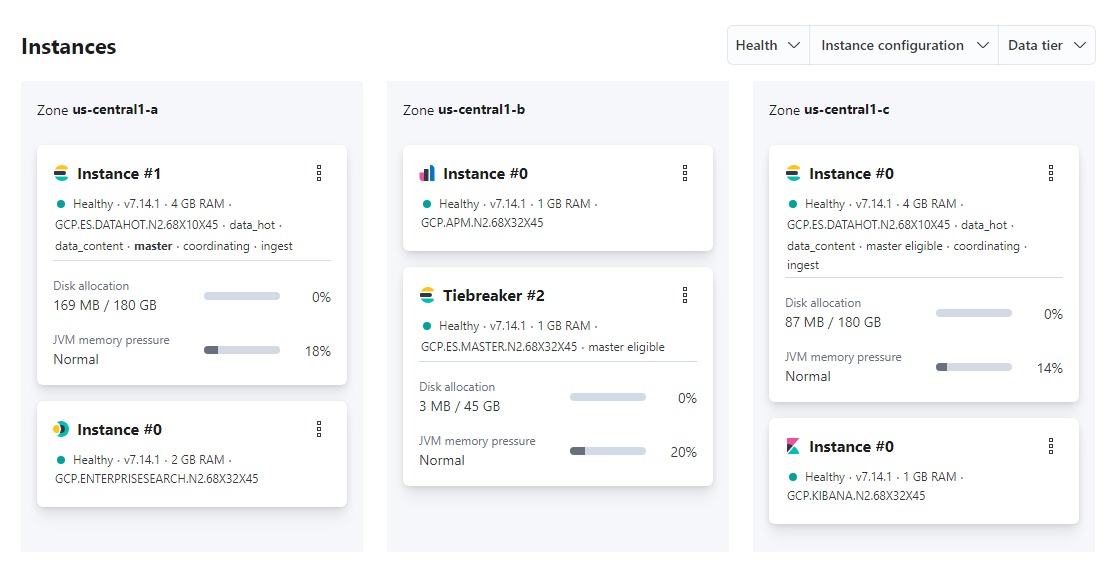 Instances
Health
Instance configuration
Data tier
Zone us-central1-a
Instance #1
Healthy · v7.14.1 · 4 GB RAM ·
GCP.ES.DATAHOT.N2.68X10X45 · data_hot ·
data_content · master · coordinating · ingest
Disk allocation
169 MB / 180 GB
0%
JVM memory pressure
Normal
18%
Instance #0
Healthy · v7.14.1 · 2 GB RAM ·
GCP.ENTERPRISESEARCH.N2.68X32X45
Zone us-central1-b
Instance #0
Healthy · v7.14.1 · 1 GB RAM ·
GCP.APM.N2.68X32X45
Tiebreaker #2
Healthy · v7.14.1 · 1 GB RAM ·
GCP.ES.MASTER.N2.68X32X45 · master eligible
Disk allocation
3 MB / 45 GB
0%
JVM memory pressure
Normal
20%
Zone us-central1-c
Instance #0
Healthy · v7.14.1 · 4 GB RAM ·
GCP.ES.DATAHOT.N2.68X10X45 · data_hot ·
data_content · master eligible · coordinating ·
ingest
Disk allocation
87 MB / 180 GB
0%
JVM memory pressure
Normal
14%
Instance #0
Healthy · v7.14.1 · 1 GB RAM ·
GCP.KIBANA.N2.68X32X45